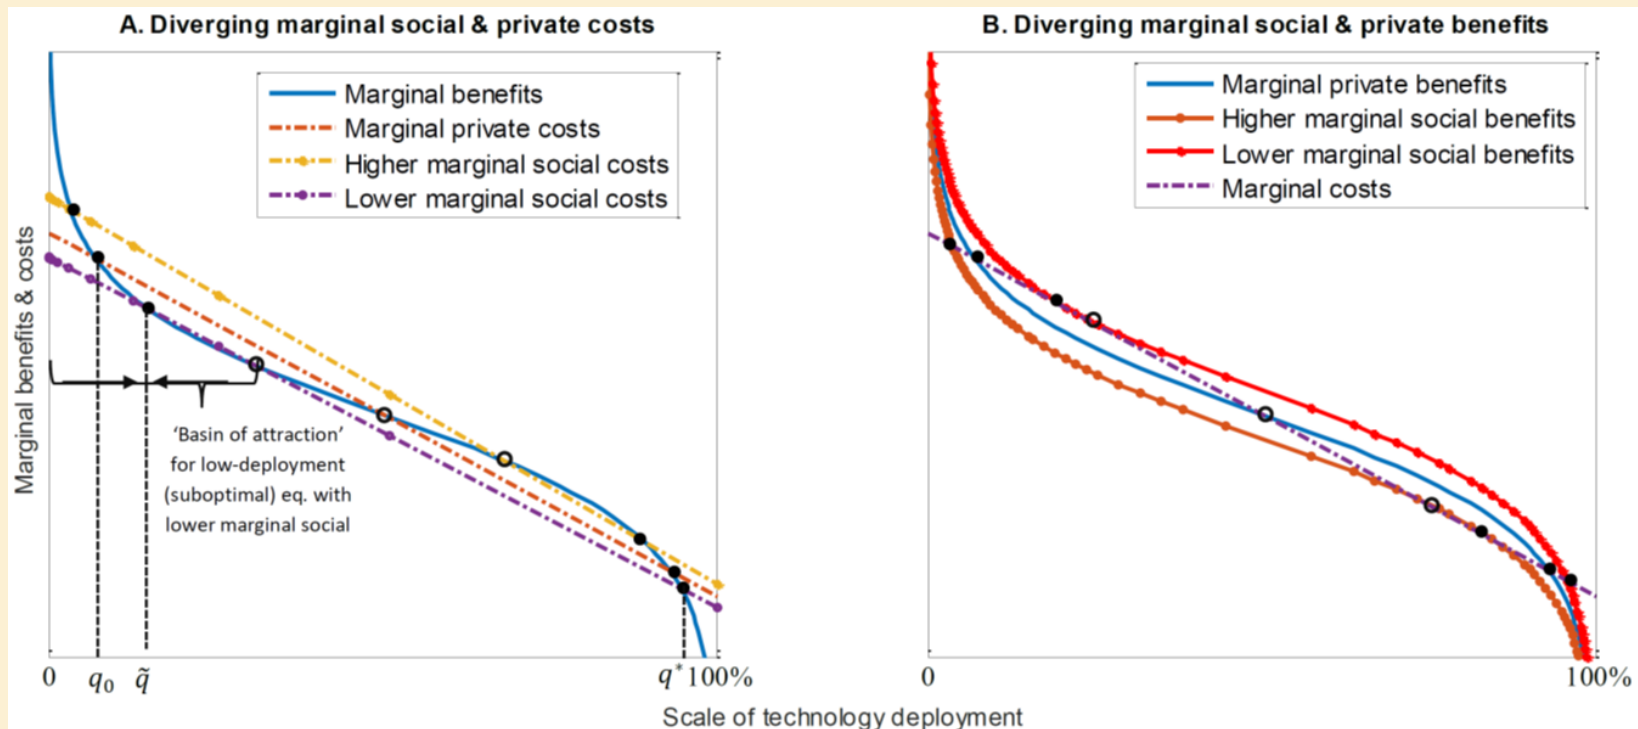 A. Diverging marginal social & private costs
Marginal benefits
Marginal private costs
Higher marginal social costs
Lower marginal social costs
Marginal benefits & costs
'Basin of attraction'
for low-deployment
(suboptimal) eq. with
lower marginal social
0 q₀ q̃ q* 100%
B. Diverging marginal social & private benefits
Marginal private benefits
Higher marginal social benefits
Lower marginal social benefits
Marginal costs
0 100%
Scale of technology deployment